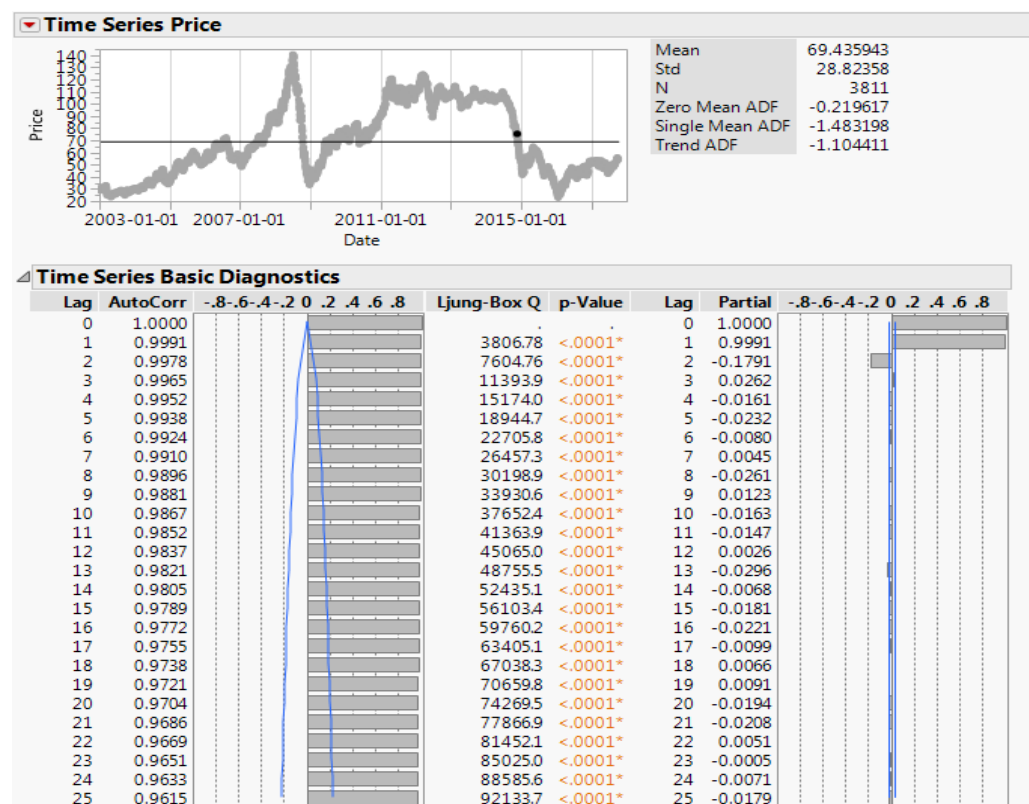 Time Series Price
140
130
120
110
100
90
80
70
60
50
40
30
20
Price
2003-01-01 2007-01-01 2011-01-01 2015-01-01
Date
Mean 69.435943
Std 28.82358
N 3811
Zero Mean ADF -0.219617
Single Mean ADF -1.483198
Trend ADF -1.104411
Time Series Basic Diagnostics
Lag AutoCorr -.8-.6-.4-.2 0 .2 .4 .6 .8 Ljung-Box Q p-Value Lag Partial -.8-.6-.4-.2 0 .2 .4 .6 .8
0 1.0000 . . 0 1.0000
1 0.9991 3806.78 <.0001* 1 0.9991
2 0.9978 7604.76 <.0001* 2 -0.1791
3 0.9965 11393.9 <.0001* 3 0.0262
4 0.9952 15174.0 <.0001* 4 -0.0161
5 0.9938 18944.7 <.0001* 5 -0.0232
6 0.9924 22705.8 <.0001* 6 -0.0080
7 0.9910 26457.3 <.0001* 7 0.0045
8 0.9896 30198.9 <.0001* 8 -0.0261
9 0.9881 33930.6 <.0001* 9 0.0123
10 0.9867 37652.4 <.0001* 10 -0.0163
11 0.9852 41363.9 <.0001* 11 -0.0147
12 0.9837 45065.0 <.0001* 12 0.0026
13 0.9821 48755.5 <.0001* 13 -0.0296
14 0.9805 52435.1 <.0001* 14 -0.0068
15 0.9789 56103.4 <.0001* 15 -0.0181
16 0.9772 59760.2 <.0001* 16 -0.0221
17 0.9755 63405.1 <.0001* 17 -0.0099
18 0.9738 67038.3 <.0001* 18 0.0066
19 0.9721 70659.8 <.0001* 19 0.0091
20 0.9704 74269.5 <.0001* 20 -0.0194
21 0.9686 77866.9 <.0001* 21 -0.0208
22 0.9669 81452.1 <.0001* 22 0.0051
23 0.9651 85025.0 <.0001* 23 -0.0005
24 0.9633 88585.6 <.0001* 24 -0.0071
25 0.9615 92133.7 <.0001* 25 -0.0179